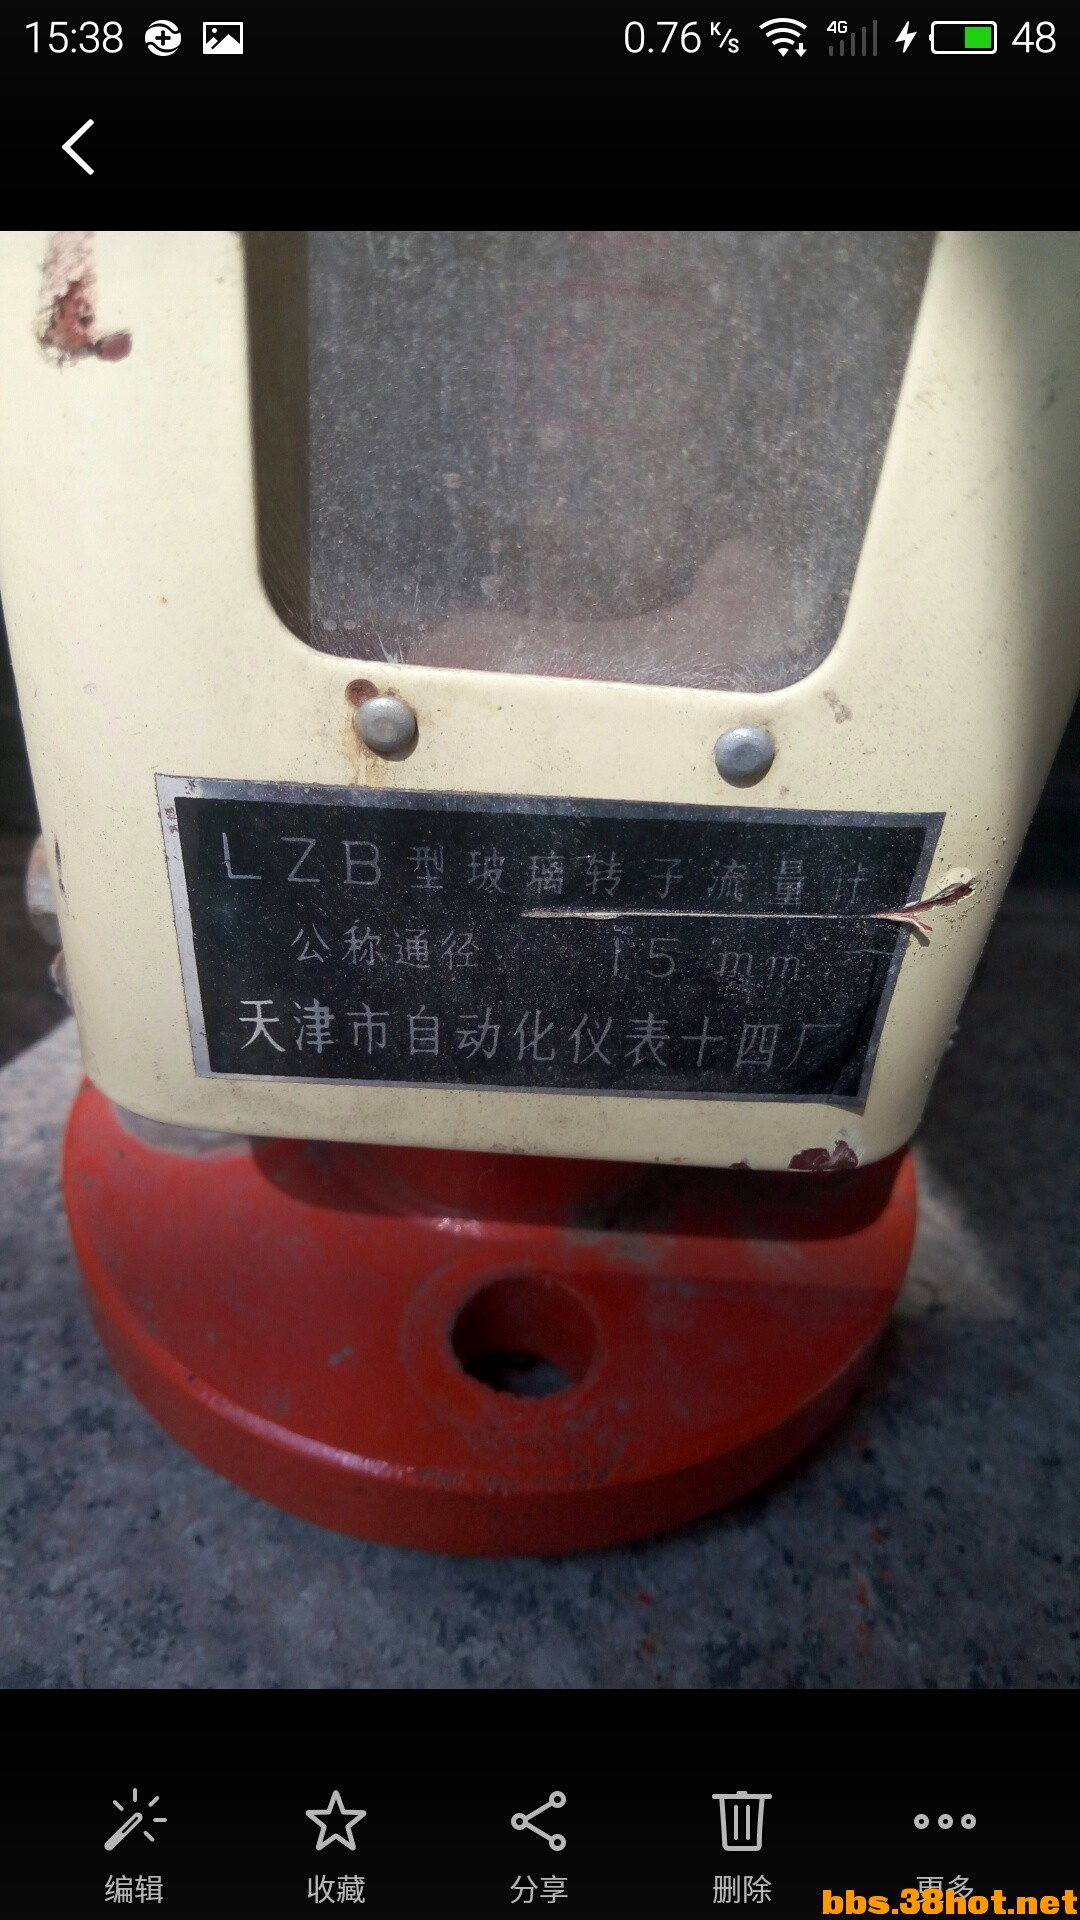 15:38
0.76 K/s 4G 48
LZB型玻璃转子流量计
公称通径 15mm
天津市自动化仪表十四厂
编辑 收藏 分享 删除 更多
bbs.38hot.net